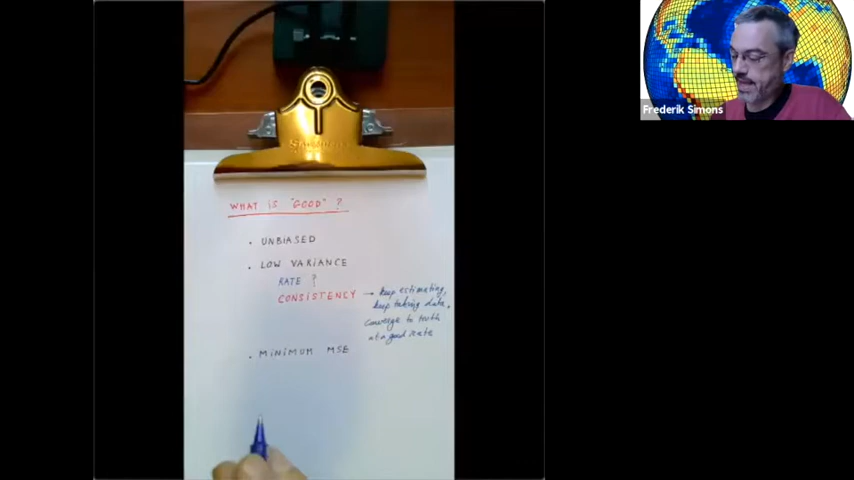 WHAT IS "GOOD" ?
• UNBIASED
• LOW VARIANCE
RATE ?
CONSISTENCY → keep estimating,
keep taking data,
converge to truth
at a good rate
• MINIMUM MSE
Frederik Simons